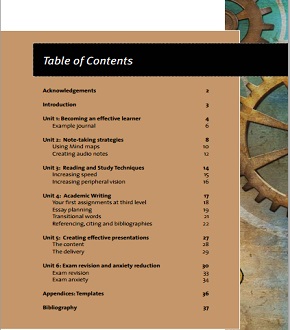 Table of Contents
Acknowledgements 2
Introduction 3
Unit 1: Becoming an effective learner 4
Example journal 6
Unit 2: Note-taking strategies 8
Using Mind maps 10
Creating audio notes 12
Unit 3: Reading and Study Techniques 14
Increasing speed 15
Increasing peripheral vision 16
Unit 4: Academic Writing 17
Your first assignments at third level 18
Essay planning 19
Transitional words 21
Referencing, citing and bibliographies 22
Unit 5: Creating effective presentations 27
The content 28
The delivery 29
Unit 6: Exam revision and anxiety reduction 30
Exam revision 33
Exam anxiety 34
Appendices: Templates 36
Bibliography 37